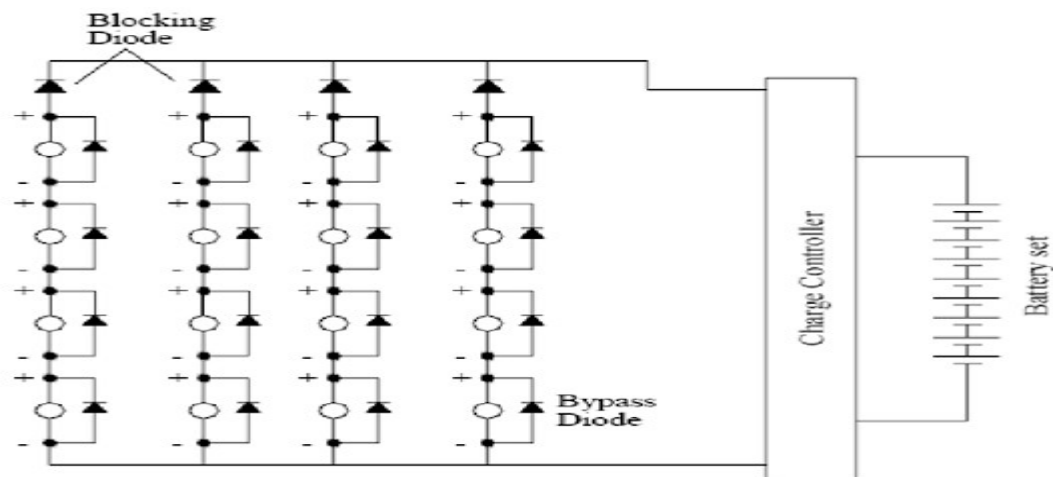 Blocking
Diode
+ + + +
- - - -
+ + + +
- - - -
+ + + +
- - - -
+ + + +
- - - -
Bypass
Diode
Charge Controller
Battery set